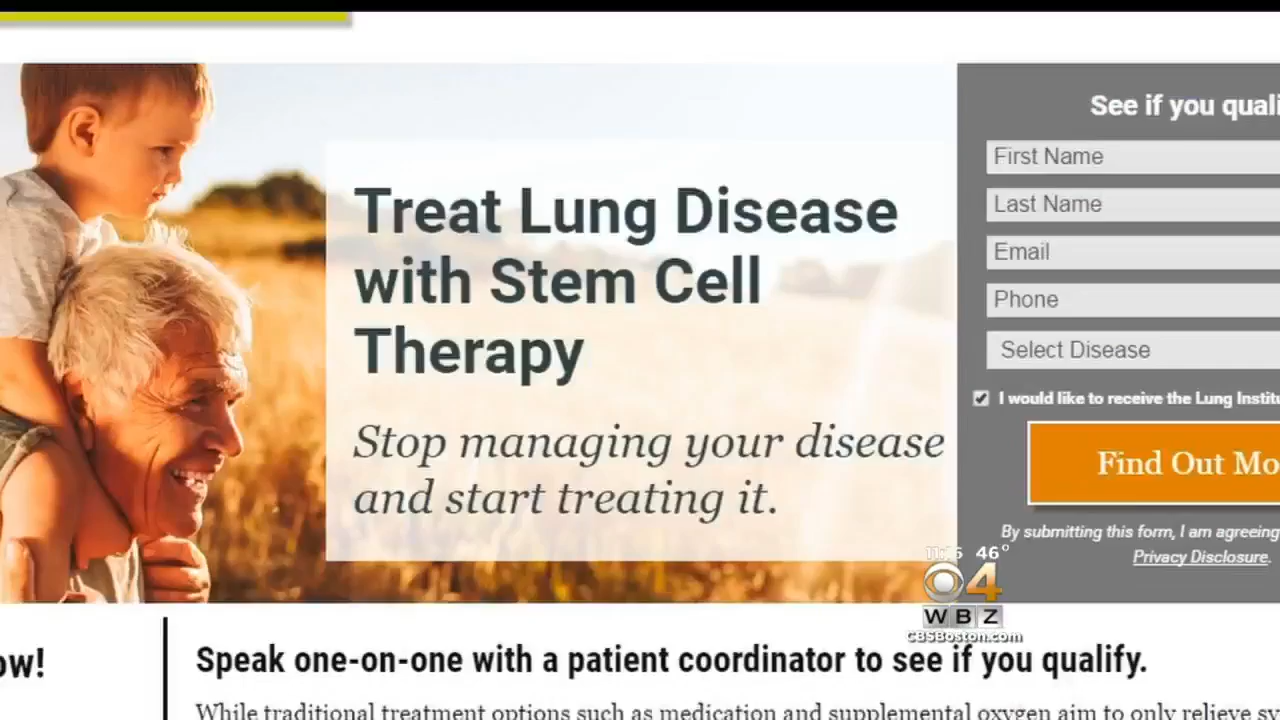 Treat Lung Disease
with Stem Cell
Therapy
Stop managing your disease
and start treating it.
See if you quali
First Name
Last Name
Email
Phone
Select Disease
I would like to receive the Lung Institu
Find Out Mo
By submitting this form, I am agreeing
Privacy Disclosure.
46°
4
WBZ
CBSBoston.com
ow!
Speak one-on-one with a patient coordinator to see if you qualify.
While traditional treatment options such as medication and supplemental oxygen aim to only relieve sy